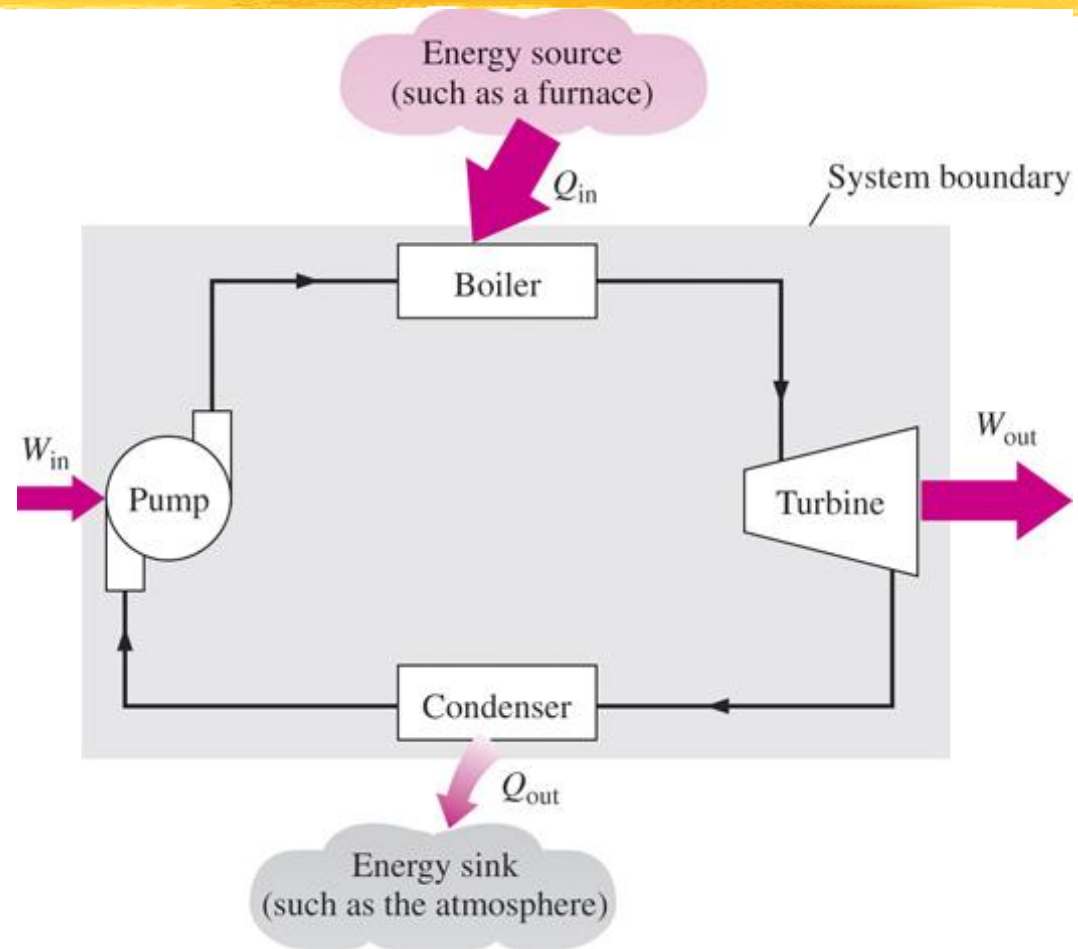 Energy source
(such as a furnace)
Qin
System boundary
Boiler
Win
Pump
Wout
Turbine
Condenser
Qout
Energy sink
(such as the atmosphere)